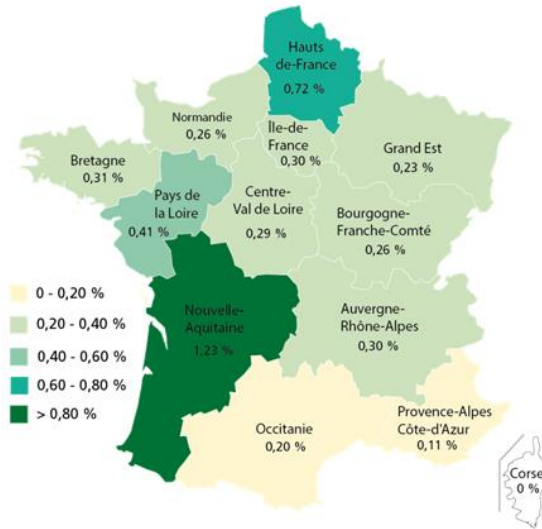 Hauts
de-France
0,72 %
Normandie
0,26 %
Île-de-
France
0,30 %
Grand Est
0,23 %
Bretagne
0,31 %
Pays de
la Loire
0,41 %
Centre-
Val de Loire
0,29 %
Bourgogne-
Franche-Comté
0,26 %
0 - 0,20 %
0,20 - 0,40 %
0,40 - 0,60 %
0,60 - 0,80 %
> 0,80 %
Nouvelle-
Aquitaine
1,23 %
Auvergne-
Rhône-Alpes
0,30 %
Occitanie
0,20 %
Provence-Alpes
Côte-d'Azur
0,11 %
Corse
0 %